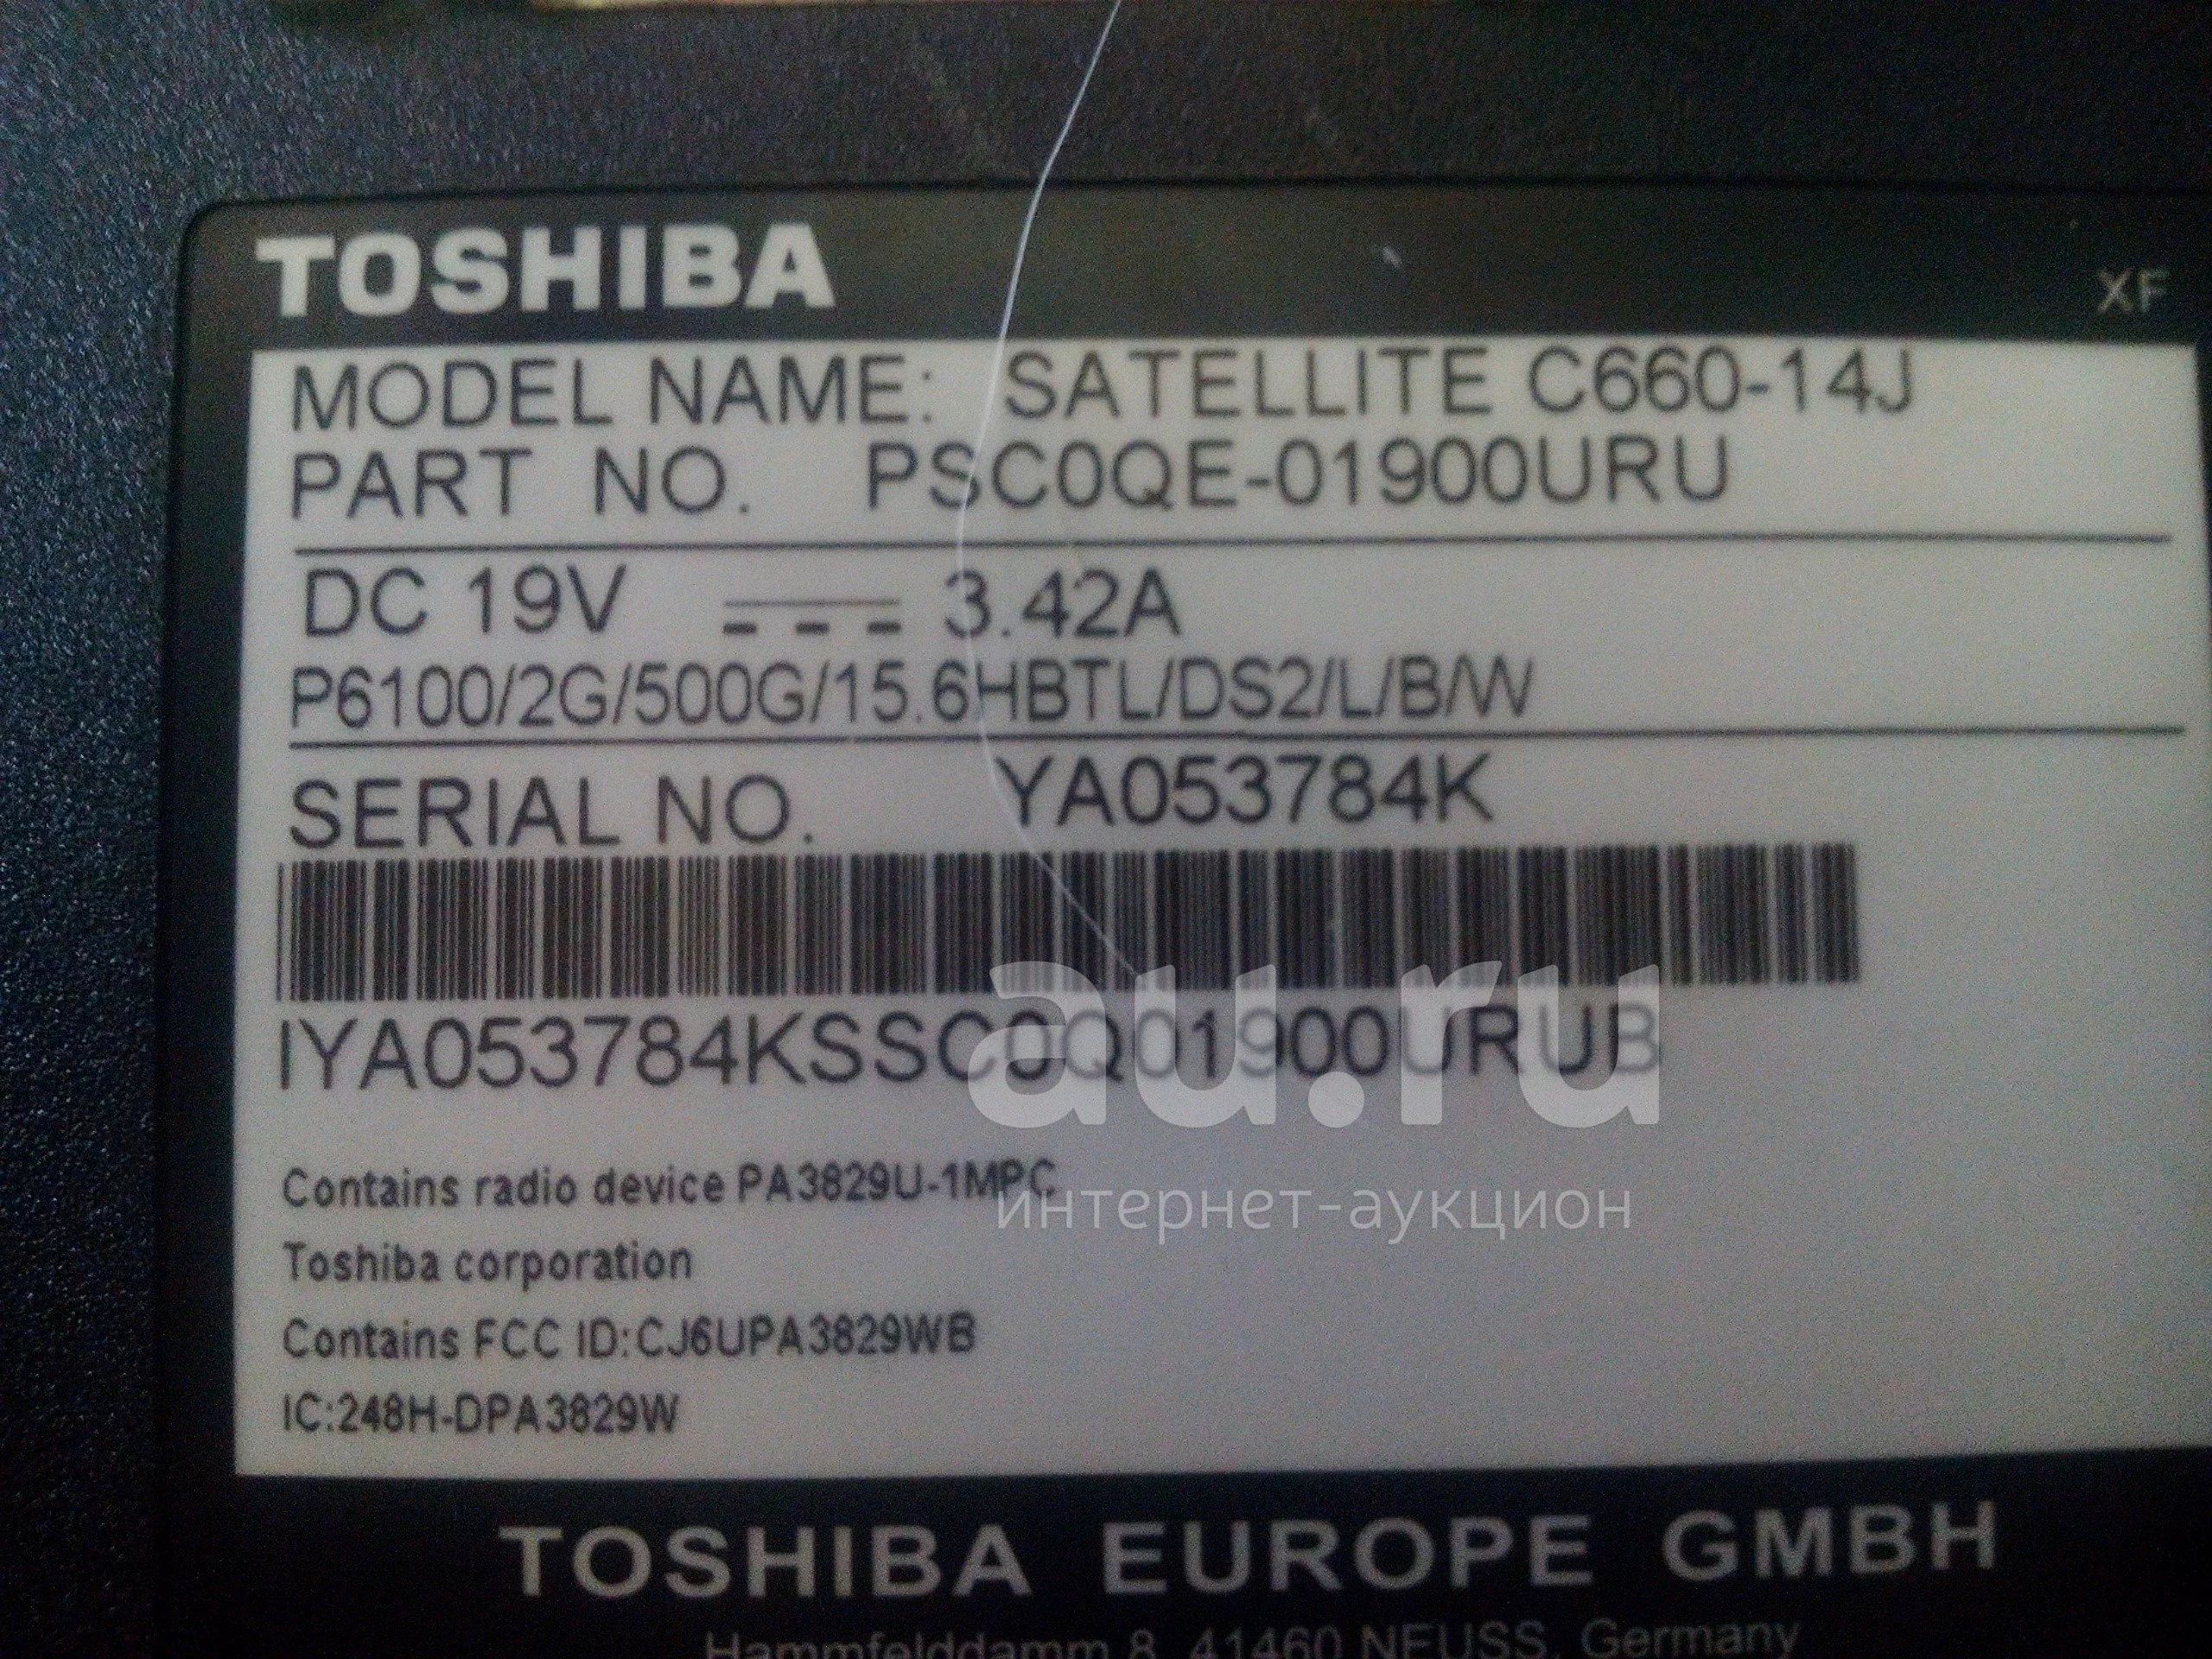 TOSHIBA
XF
MODEL NAME: SATELLITE C660-14J
PART NO. PSC0QE-01900URU
DC 19V 3.42A
P6100/2G/500G/15.6HBTL/DS2/L/B/W
SERIAL NO. YA053784K
IYA053784KSSC0Q01900URUB
au.ru
Contains radio device PA3829U-1MPC
интернет-аукцион
Toshiba corporation
Contains FCC ID:CJ6UPA3829WB
IC:248H-DPA3829W
TOSHIBA EUROPE GMBH
Hammfelddamm 8, 41460 NEUSS, Germany